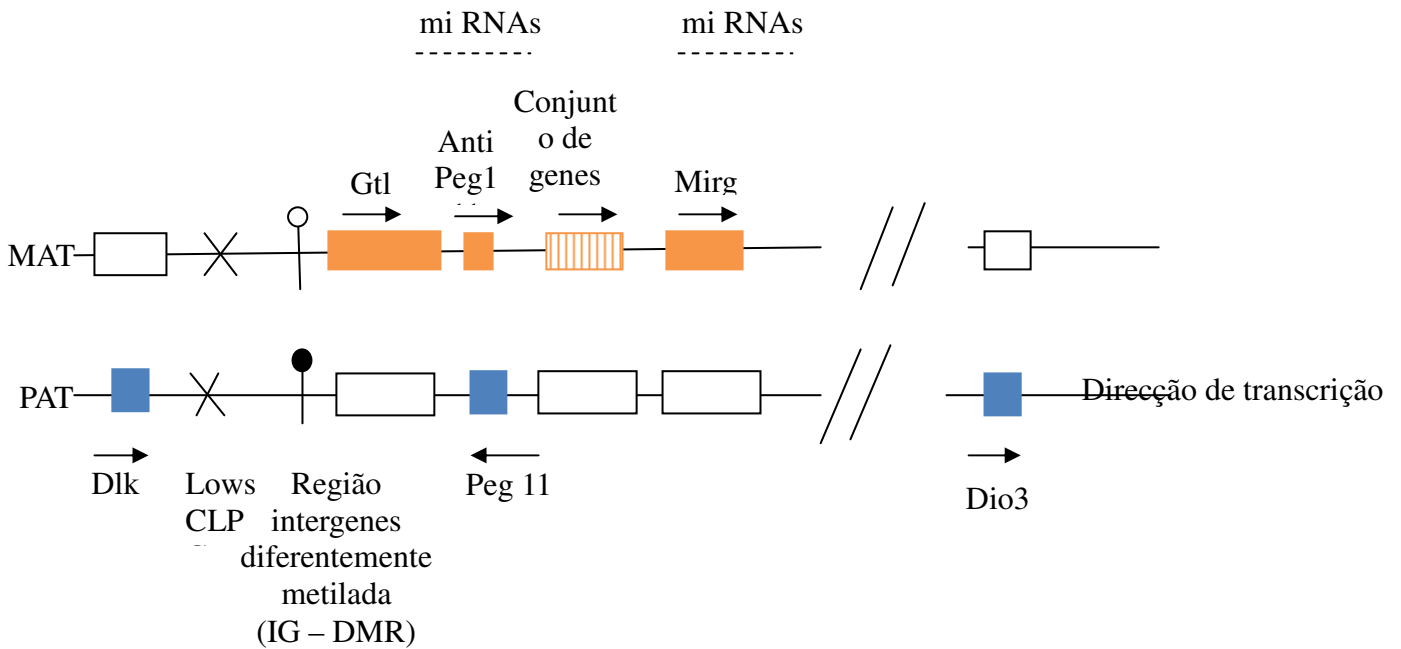 mi RNAs
mi RNAs
Conjunt
o de
genes
Anti
Peg1
Gtl
Mirg
MAT
PAT
Direcção de transcrição
Dlk
Lows
CLP
Região
intergenes
diferentemente
metilada
(IG – DMR)
Peg 11
Dio3